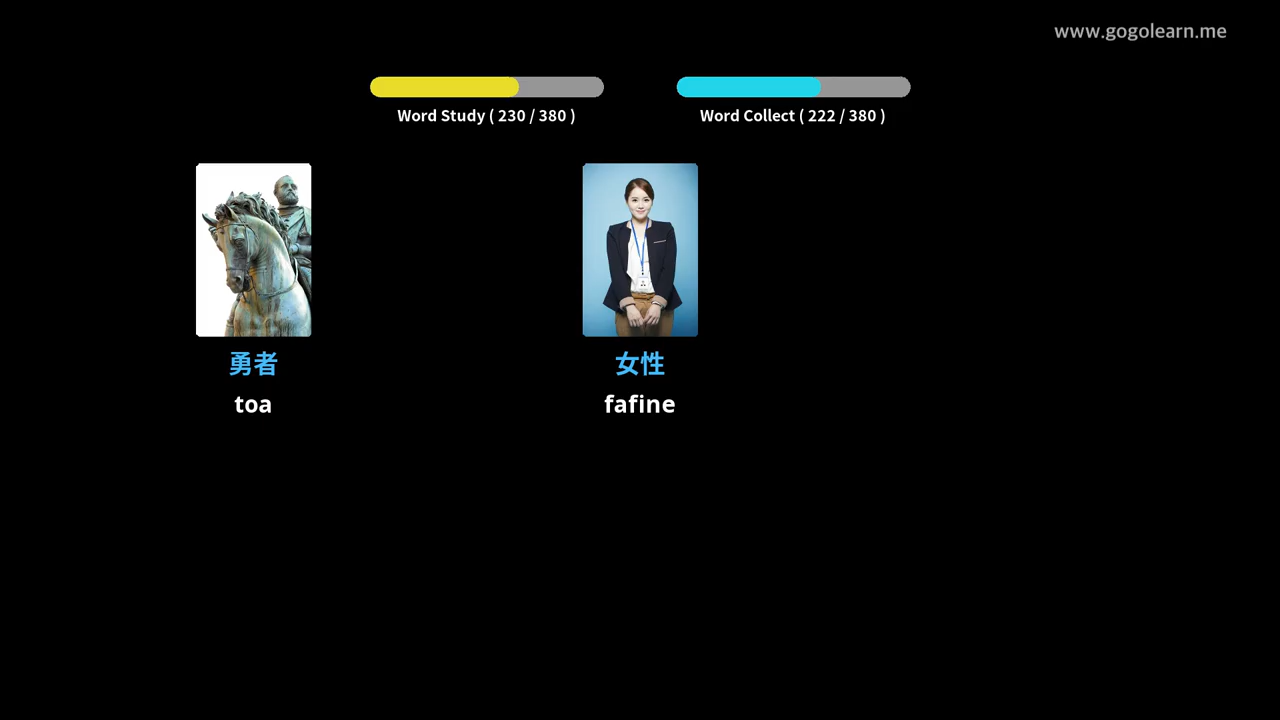 www.gogolearn.me
Word Study ( 230 / 380 )
Word Collect ( 222 / 380 )
勇者
toa
女性
fafine